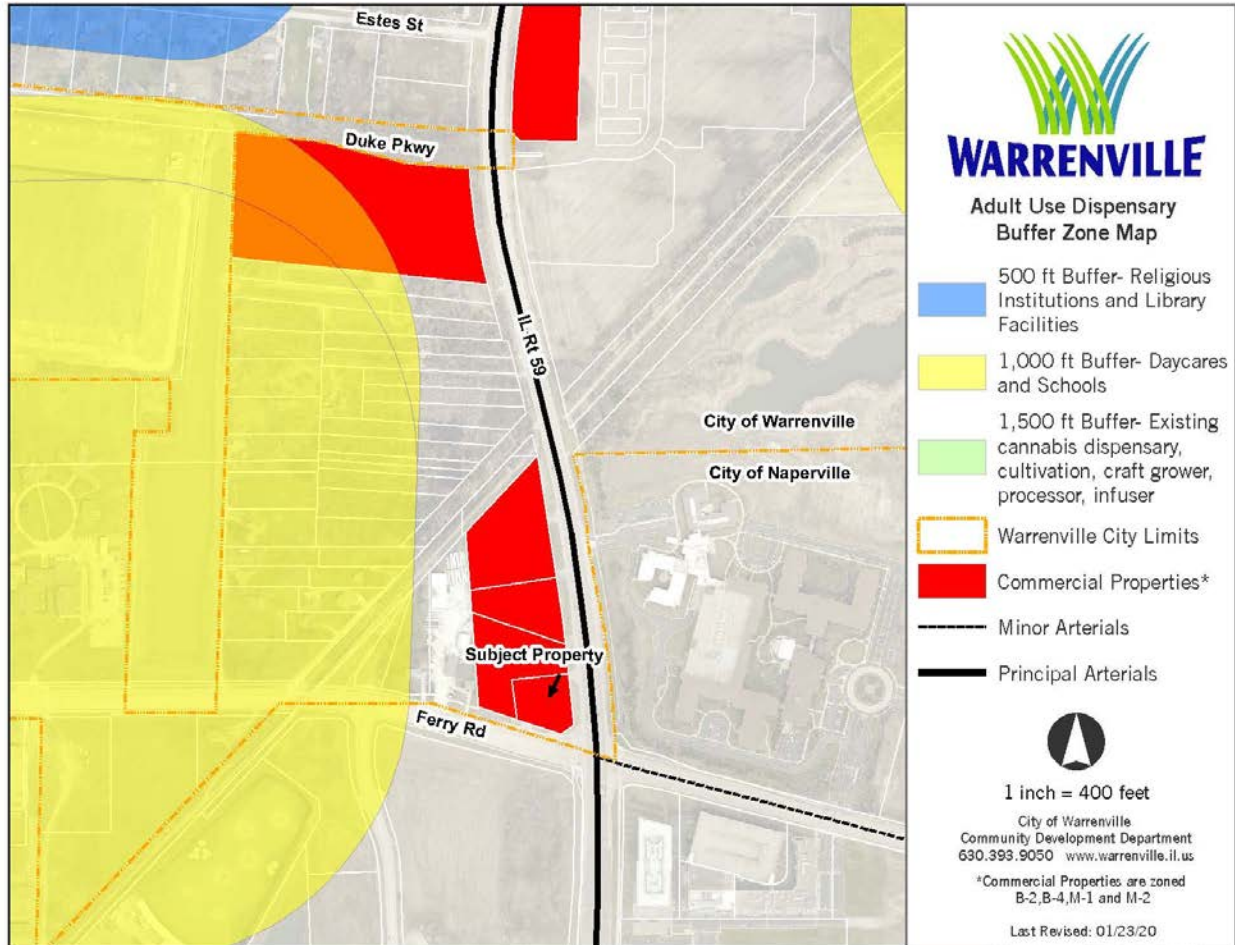 Estes St
Duke Pkwy
IL Rt 59
City of Warrenville
City of Naperville
Subject Property
Ferry Rd
WARRENVILLE
Adult Use Dispensary
Buffer Zone Map
500 ft Buffer- Religious
Institutions and Library
Facilities
1,000 ft Buffer- Daycares
and Schools
1,500 ft Buffer- Existing
cannabis dispensary,
cultivation, craft grower,
processor, infuser
Warrenville City Limits
Commercial Properties*
Minor Arterials
Principal Arterials
1 inch = 400 feet
City of Warrenville
Community Development Department
630.393.9050 www.warrenville.il.us
*Commercial Properties are zoned
B-2,B-4,M-1 and M-2
Last Revised: 01/23/20